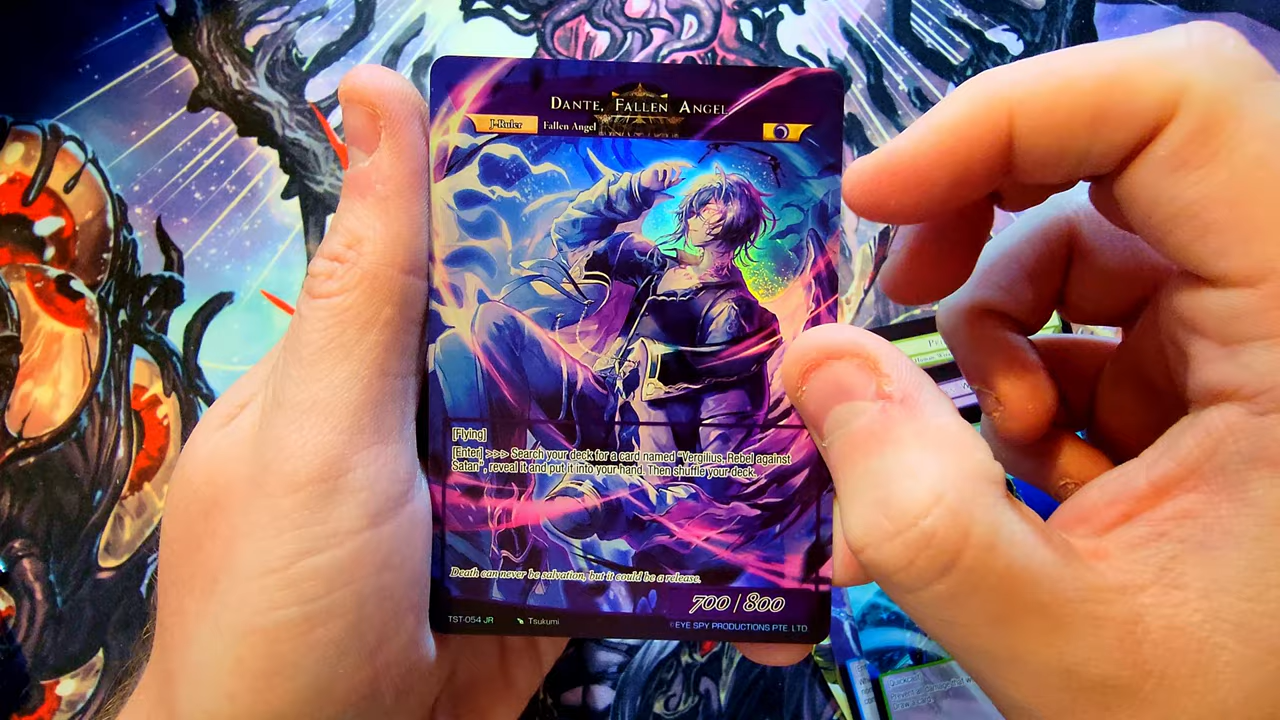 DANTE, FALLEN ANGEL
J-Ruler Fallen Angel
[Flying]
[Enter] >>> Search your deck for a card named "Vergilius, Rebel against
Satan", reveal it and put it into your hand. Then shuffle your deck.
Death can never be salvation, but it could be a release.
700 / 800
TST-054 JR Tsukumi ©EYE SPY PRODUCTIONS PTE. LTD.
Human